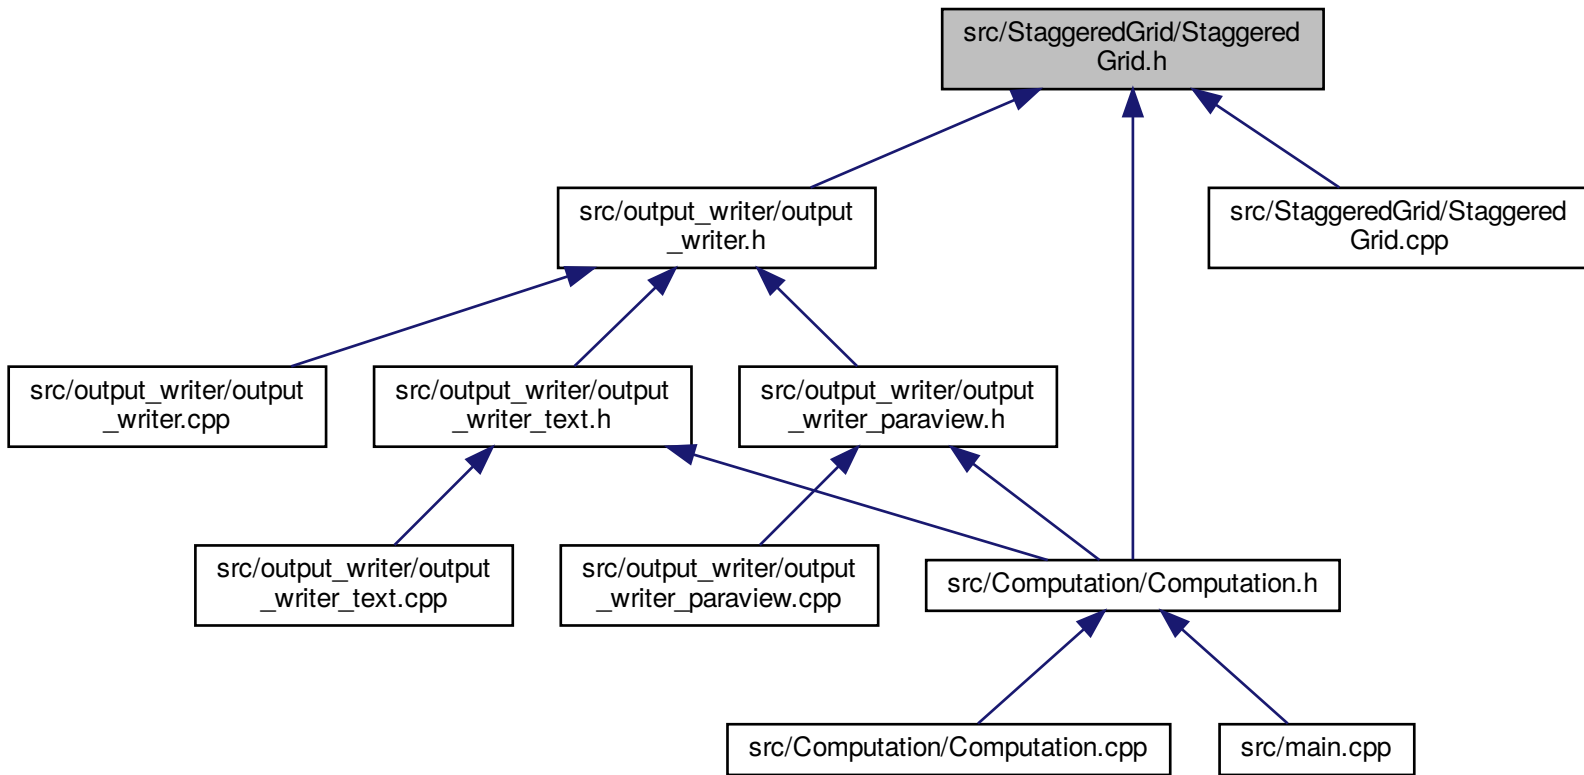 src/StaggeredGrid/Staggered
Grid.h
src/output_writer/output
_writer.h
src/StaggeredGrid/Staggered
Grid.cpp
src/output_writer/output
_writer.cpp
src/output_writer/output
_writer_text.h
src/output_writer/output
_writer_paraview.h
src/output_writer/output
_writer_text.cpp
src/output_writer/output
_writer_paraview.cpp
src/Computation/Computation.h
src/Computation/Computation.cpp
src/main.cpp